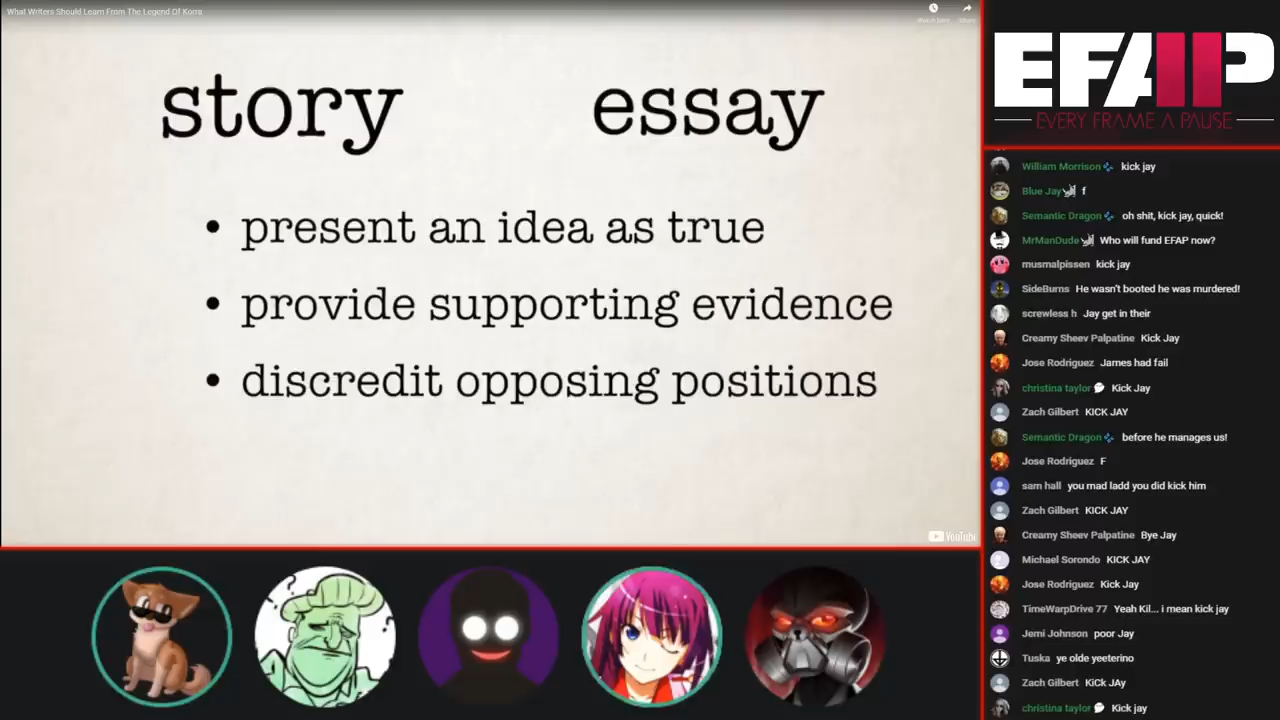 What Writers Should Learn From The Legend Of Korra
Watch later
Share
story essay
• present an idea as true
• provide supporting evidence
• discredit opposing positions
YouTube
EFAP
EVERY FRAME A PAUSE
William Morrison kick jay
Blue Jay f
Semantic Dragon oh shit, kick jay, quick!
MrManDude Who will fund EFAP now?
musmalpissen kick jay
SideBurns He wasn't booted he was murdered!
screwless h Jay get in their
Creamy Sheev Palpatine Kick Jay
Jose Rodriguez James had fail
christina taylor Kick Jay
Zach Gilbert KICK JAY
Semantic Dragon before he manages us!
Jose Rodriguez F
sam hall you mad ladd you did kick him
Zach Gilbert KICK JAY
Creamy Sheev Palpatine Bye Jay
Michael Sorondo KICK JAY
Jose Rodriguez Kick Jay
TimeWarpDrive 77 Yeah Kil... i mean kick jay
Jemi Johnson poor Jay
Tuska ye olde yeeterino
Zach Gilbert KiCK JAy
christina taylor Kick jay